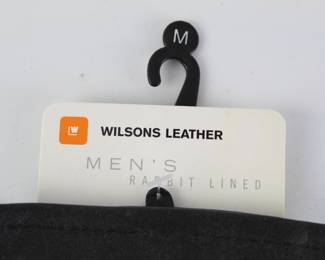 M
WILSONS LEATHER
MEN'S
RABBIT LINED